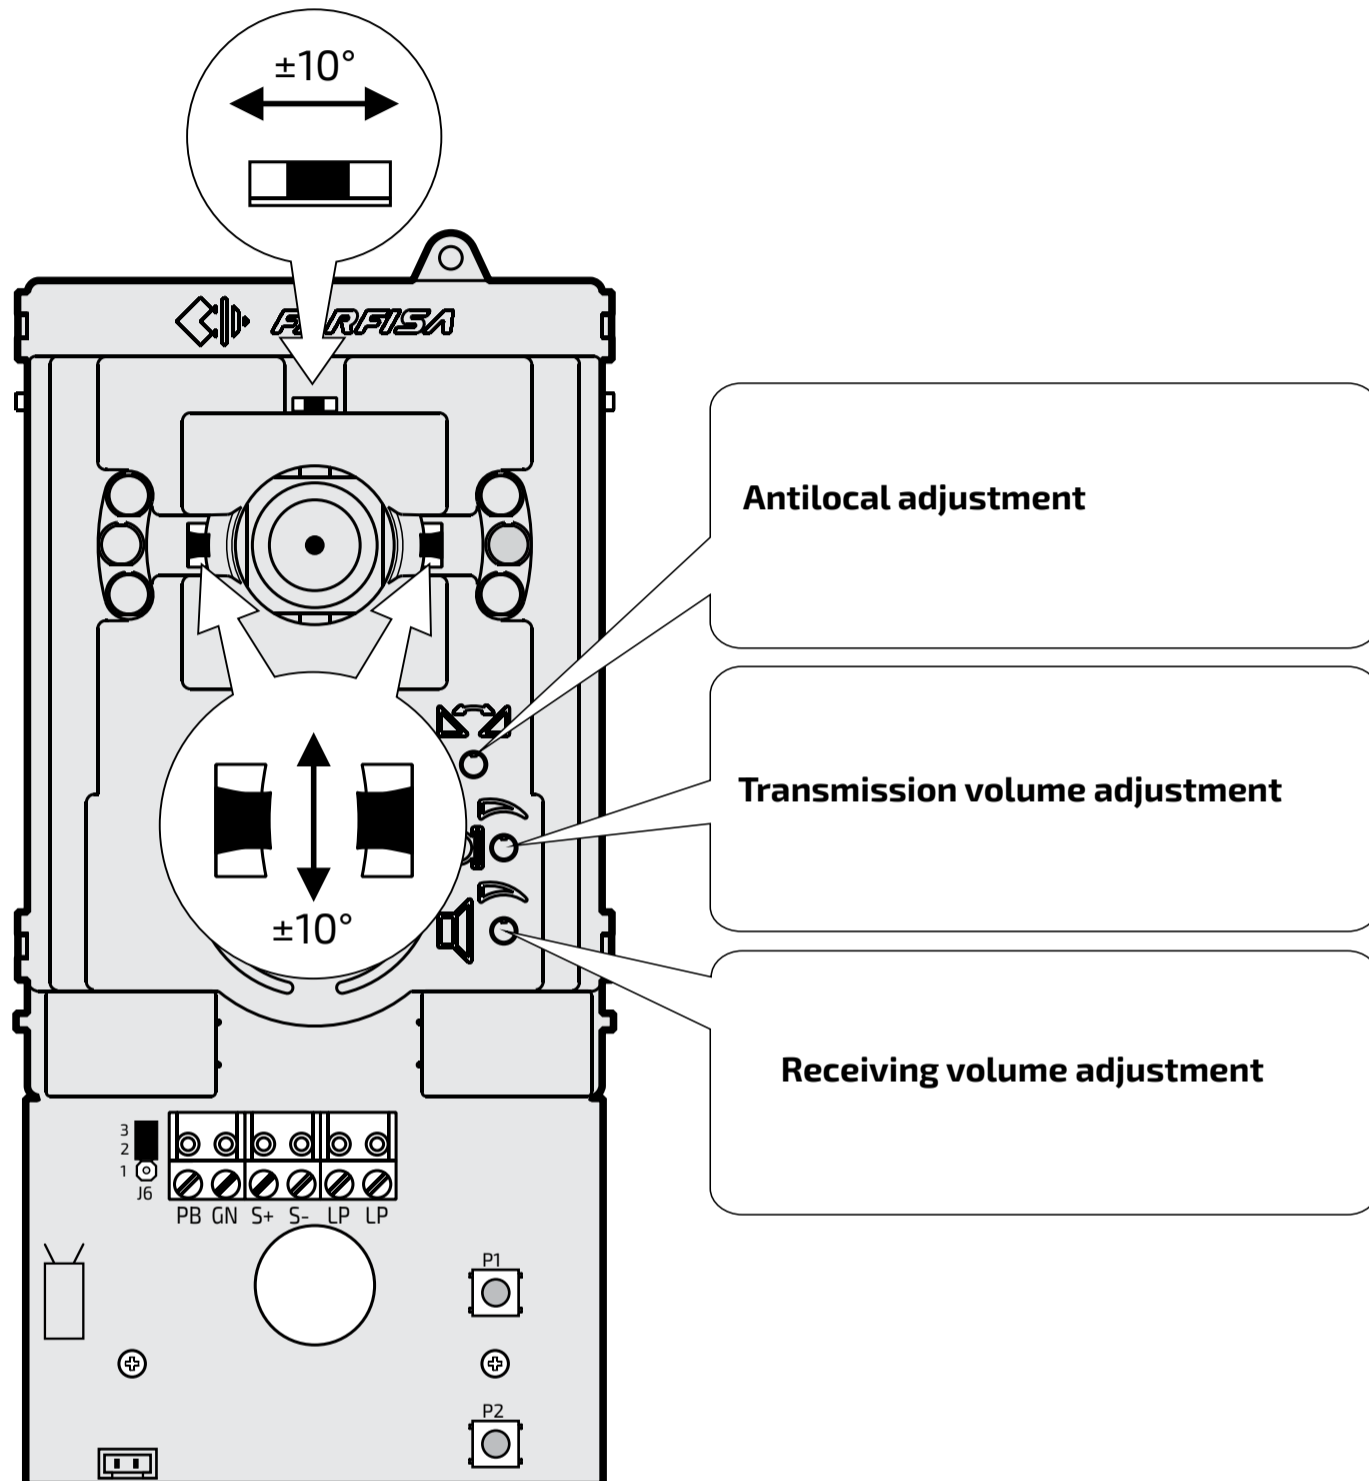 ±10°
FARFISA
Antilocal adjustment
Transmission volume adjustment
±10°
Receiving volume adjustment
3
2
1
J6
PB GN S+ S- LP LP
P1
P2